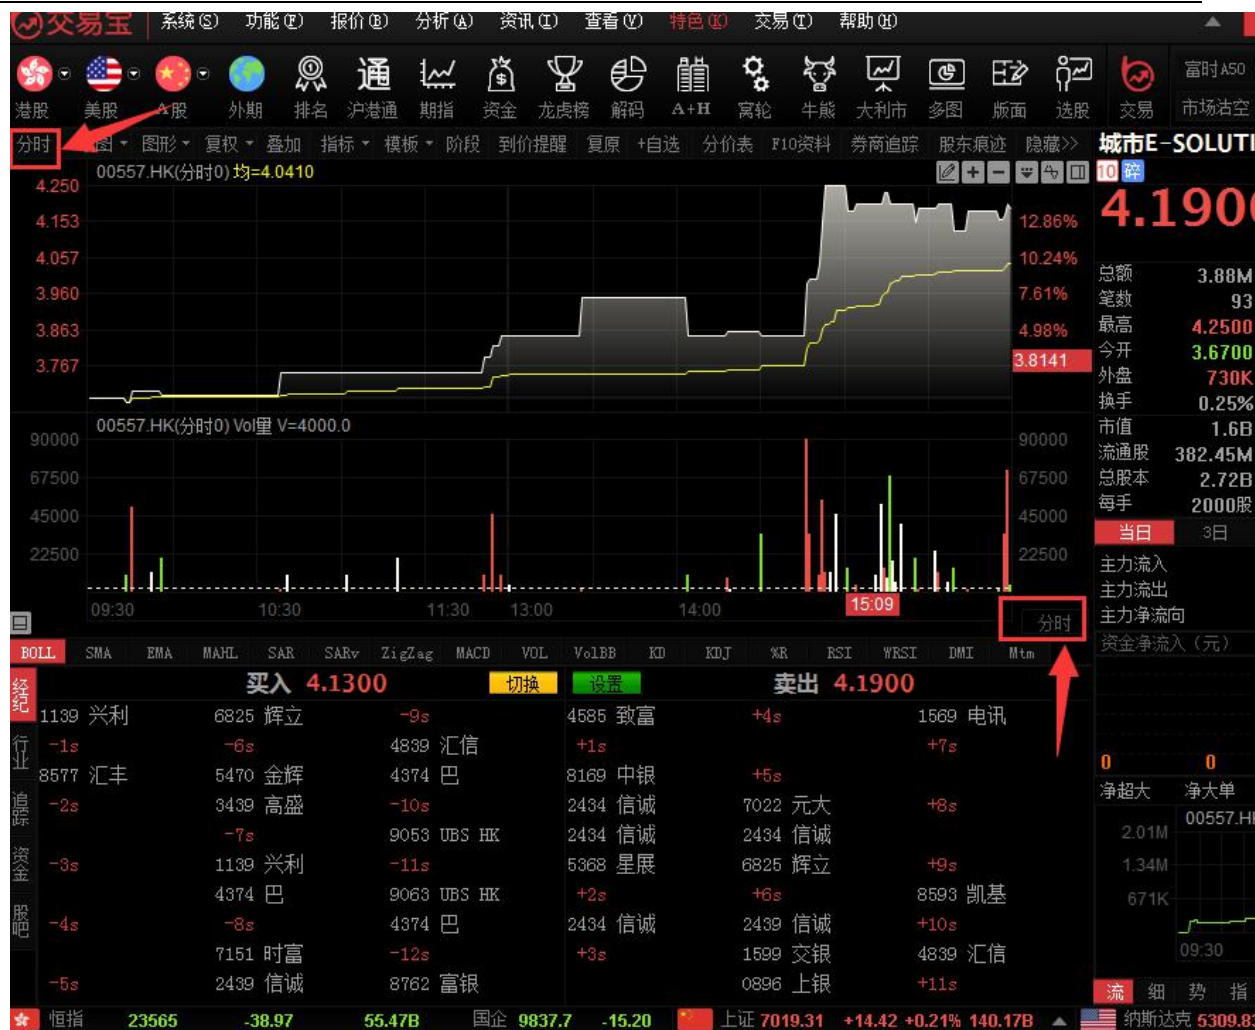 交易宝 系统(S) 功能(F) 报价(B) 分析(A) 资讯(I) 查看(V) 特色(K) 交易(T) 帮助(H)
港股 美股 A股 外期 排名 通 沪港通 期指 资金 龙虎榜 解码 A+H 窝轮 牛熊 大利市 多图 版面 选股 交易 富时A50
市场沽空
分时 图 图形 复权 叠加 指标 模板 阶段 到价提醒 复原 +自选 分价表 F10资料 券商追踪 股东痕迹 隐藏>>
城市E-SOLUTI
00557.HK(分时0) 均=4.0410
10 碎
4.190
4.250
4.153 12.86%
4.057 10.24%
3.960 7.61%
3.863 4.98%
3.767 3.8141
总额 3.88M
笔数 93
最高 4.2500
今开 3.6700
外盘 730K
换手 0.25%
市值 1.6B
流通股 382.45M
总股本 2.72B
每手 2000股
00557.HK(分时0) Vol量 V=4000.0
90000 90000
67500 67500
45000 45000
22500 22500
09:30 10:30 11:30 13:00 14:00 15:09 分时
当日 3日
主力流入
主力流出
主力净流向
资金净流入(元)
0 0
净超大 净大单
00557.H
2.01M
1.34M
671K
09:30
流 细 势 指
BOLL SMA EMA MAHL SAR SARv ZigZag MACD VOL VolBB KD KDJ %R RSI WRSI DMI Mtm
经纪
行业
追踪
资金
股吧
买入 4.1300 切换 设置 卖出 4.1900
1139 兴利 6825 辉立 -9s 4585 致富 +4s 1569 电讯
-1s -6s 4839 汇信 +1s +7s
8577 汇丰 5470 金辉 4374 巴 8169 中银 +5s
-2s 3439 高盛 -10s 2434 信诚 7022 元大 +8s
-7s 9053 UBS HK 2434 信诚 2434 信诚
-3s 1139 兴利 -11s 5368 星展 6825 辉立 +9s
4374 巴 9063 UBS HK +2s +6s 8593 凯基
-4s -8s 4374 巴 2434 信诚 2439 信诚 +10s
7151 时富 -12s +3s 1599 交银 4839 汇信
-5s 2439 信诚 8762 富银 0896 上银 +11s
恒指 23565 -38.97 55.47B 国企 9837.7 -15.20 上证 7019.31 +14.42 +0.21% 140.17B 纳斯达克 5309.8